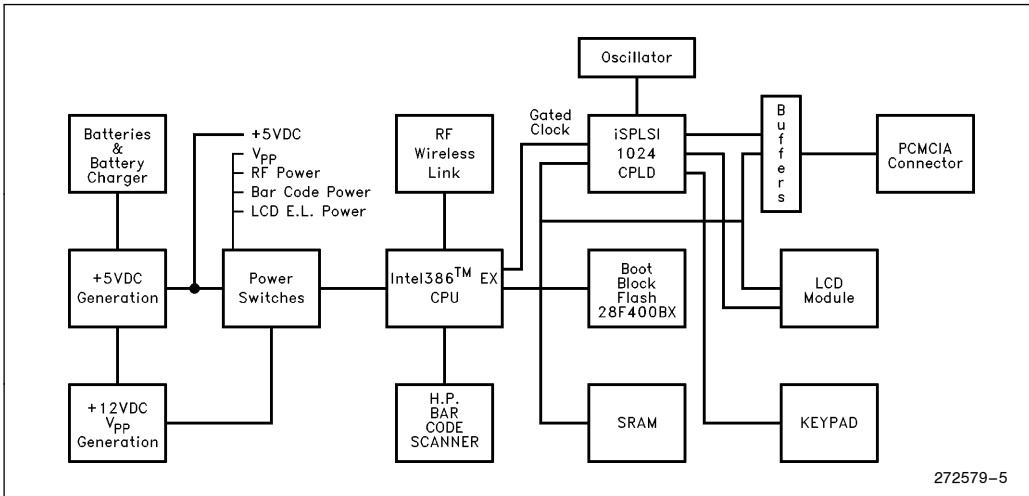 Oscillator
Batteries
&
Battery
Charger
+5VDC
VPP
RF Power
Bar Code Power
LCD E.L. Power
RF
Wireless
Link
Gated
Clock
iSPLSI
1024
CPLD
Buffers
PCMCIA
Connector
+5VDC
Generation
Power
Switches
Intel386TM EX
CPU
Boot
Block
Flash
28F400BX
LCD
Module
+12VDC
VPP
Generation
H.P.
BAR
CODE
SCANNER
SRAM
KEYPAD
272579-5